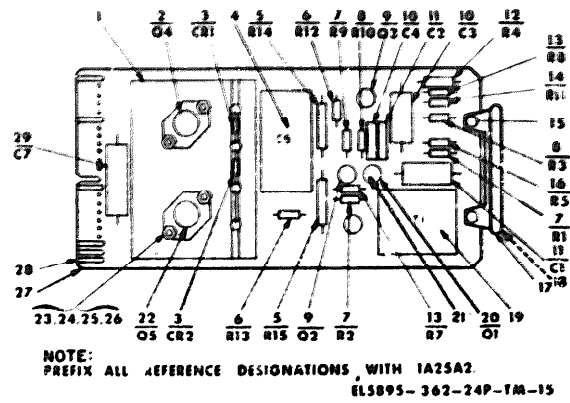 1 2 3 4 5 6 7 8 9 10 11 10 12
Q4 CR1 R14 R12 R9 R10 Q3 C4 C2 C3 R4
13
R8
14
R11
15
8
R3
16
R5
7
R1
11
C1
18
17
29
C7
28
27
23,24,25,26
22 3 6 5 9 7 13 21 20 19
Q5 CR2 R13 R15 Q2 R2 R7 Q1
NOTE:
PREFIX ALL REFERENCE DESIGNATIONS WITH 1A25A2.
EL5895-362-24P-TM-15